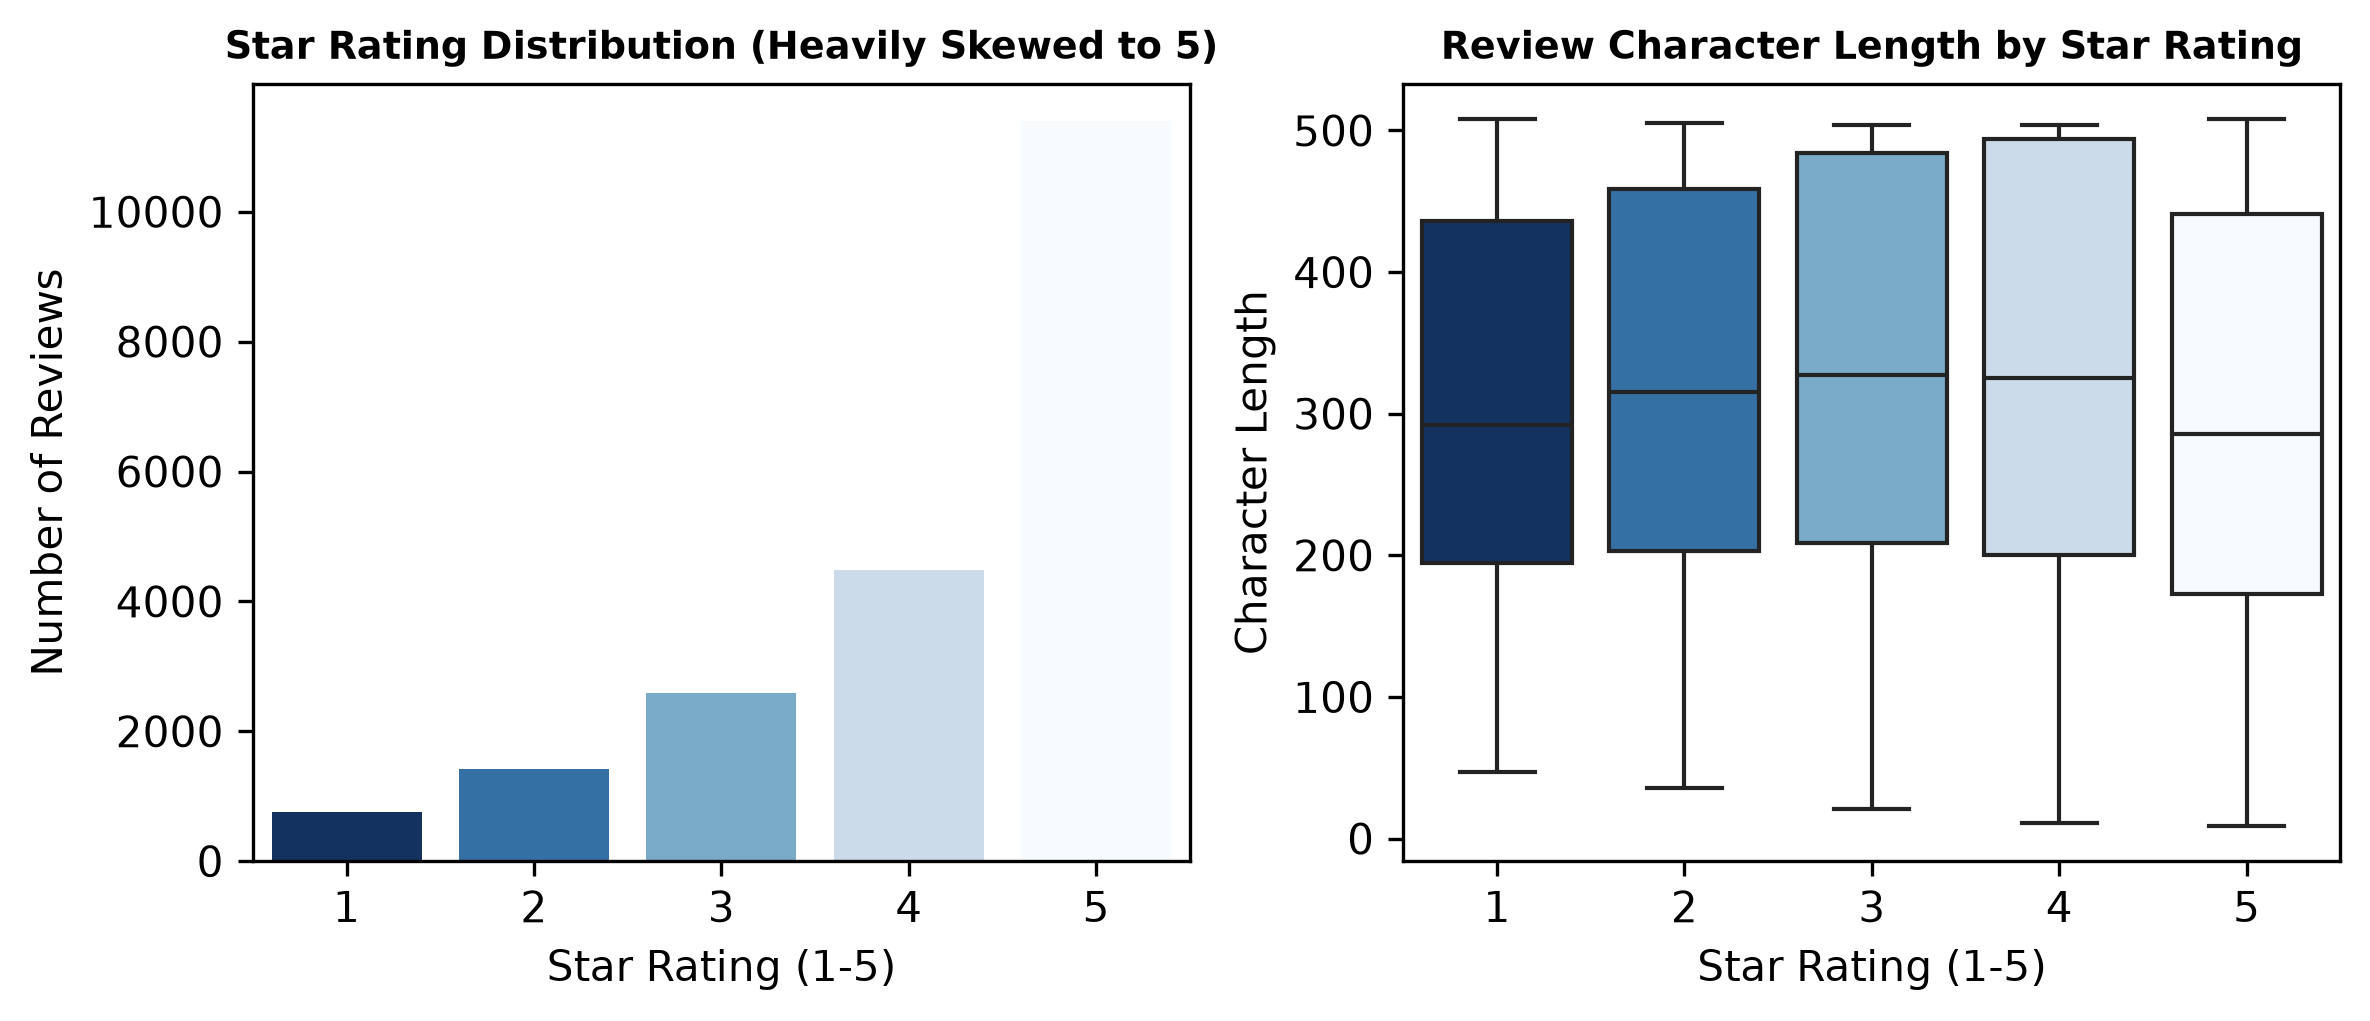 Star Rating Distribution (Heavily Skewed to 5)
Number of Reviews
10000
8000
6000
4000
2000
0
1 2 3 4 5
Star Rating (1-5)
Review Character Length by Star Rating
Character Length
500
400
300
200
100
0
1 2 3 4 5
Star Rating (1-5)